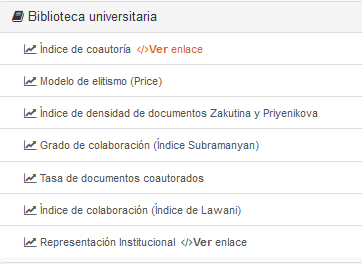 Biblioteca universitaria
Índice de coautoría </>Ver enlace
Modelo de elitismo (Price)
Índice de densidad de documentos Zakutina y Priyenikova
Grado de colaboración (Índice Subramanyan)
Tasa de documentos coautorados
Índice de colaboración (Índice de Lawani)
Representación Institucional </>Ver enlace